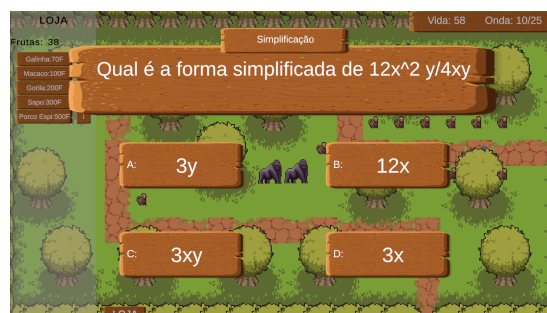 LOJA
Vida: 58
Onda: 10/25
Frutas: 38
Simplificação
Qual é a forma simplificada de 12x^2 y/4xy
Galinha:70F
Macaco:100F
Gorila:200F
Sapo:300F
Porco Espi:500F
A: 3y
B: 12x
C: 3xy
D: 3x
LOJA